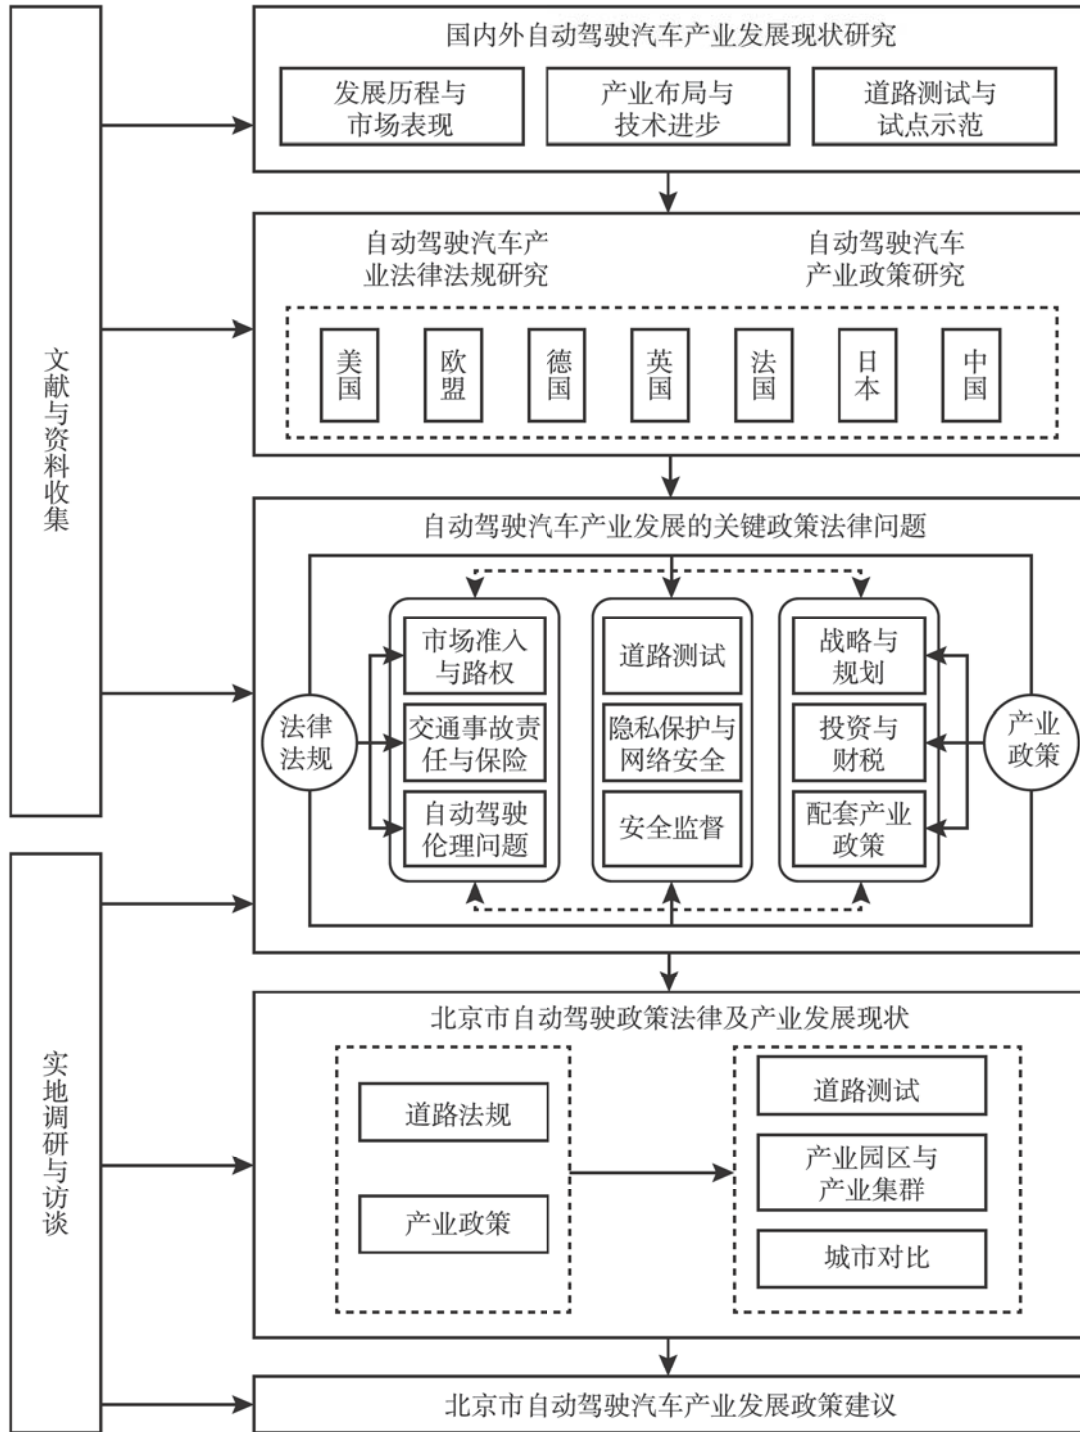 文献与资料收集
国内外自动驾驶汽车产业发展现状研究
发展历程与
市场表现
产业布局与
技术进步
道路测试与
试点示范
自动驾驶汽车产
业法律法规研究
自动驾驶汽车
产业政策研究
美国
欧盟
德国
英国
法国
日本
中国
自动驾驶汽车产业发展的关键政策法律问题
法律
法规
市场准入
与路权
交通事故责
任与保险
自动驾驶
伦理问题
道路测试
隐私保护与
网络安全
安全监督
战略与
规划
投资与
财税
配套产业
政策
产业
政策
实地调研与访谈
北京市自动驾驶政策法律及产业发展现状
道路法规
产业政策
道路测试
产业园区与
产业集群
城市对比
北京市自动驾驶汽车产业发展政策建议